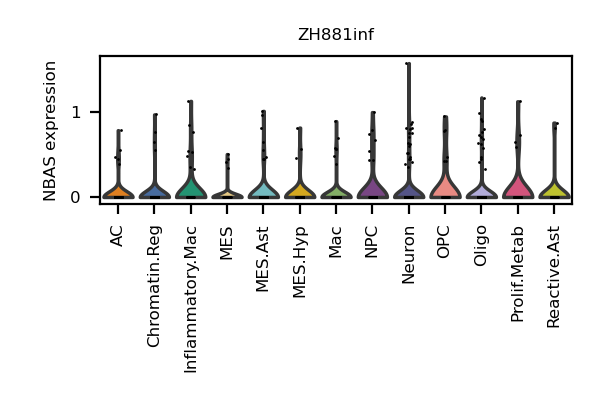 ZH881inf
NBAS expression
1
0
AC
Chromatin.Reg
Inflammatory.Mac
MES
MES.Ast
MES.Hyp
Mac
NPC
Neuron
OPC
Oligo
Prolif.Metab
Reactive.Ast